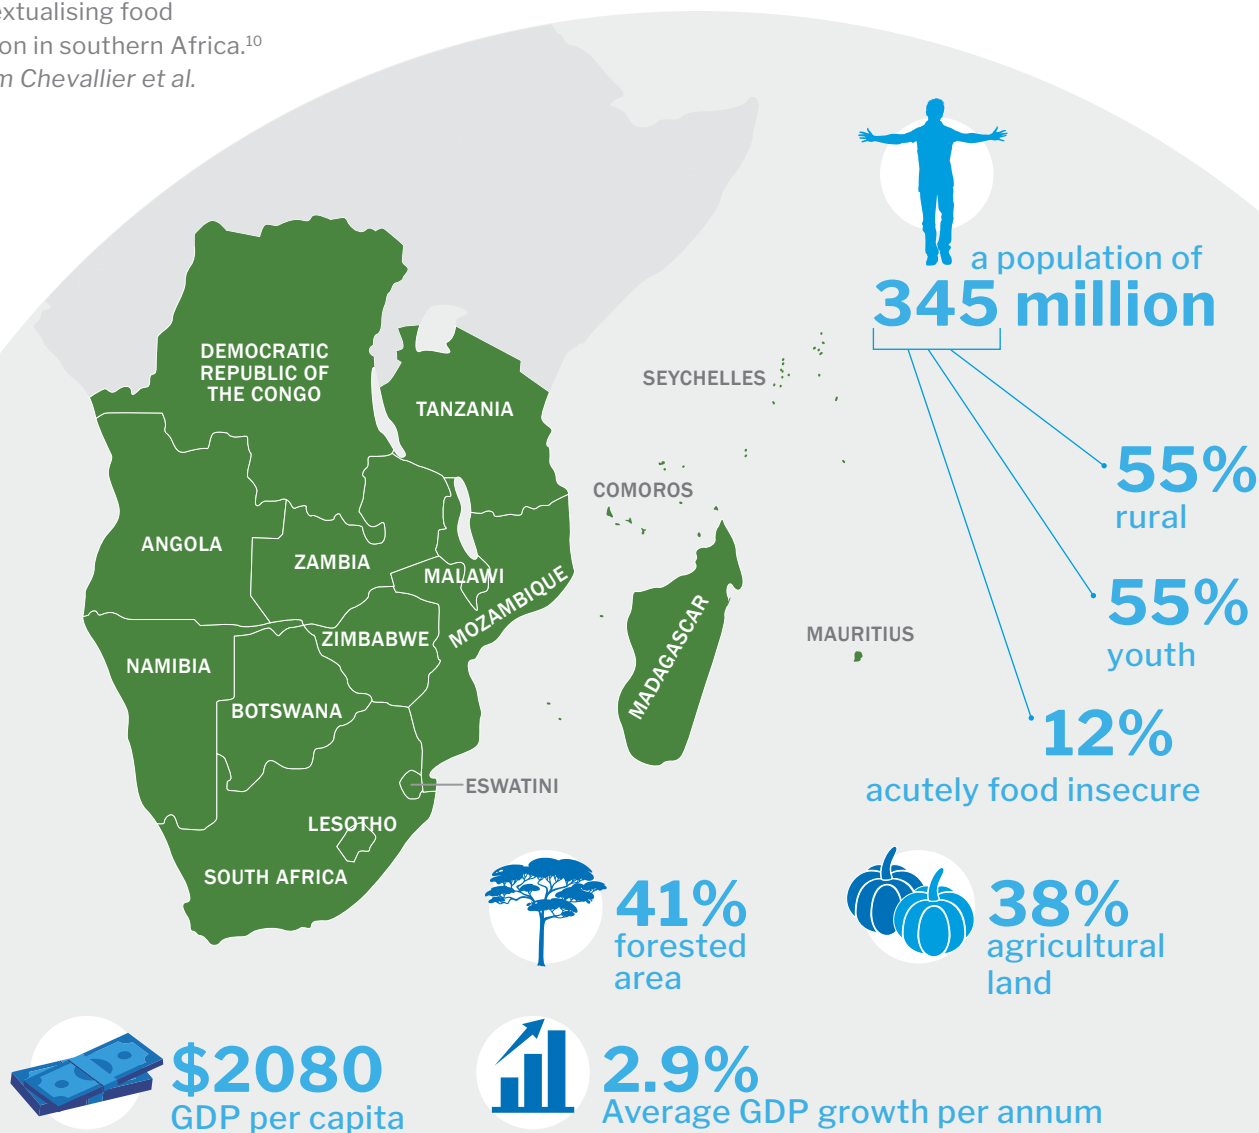 extualising food
on in southern Africa.¹⁰
m Chevallier et al.
a population of
345 million
DEMOCRATIC
REPUBLIC OF
THE CONGO
SEYCHELLES
TANZANIA
55%
rural
COMOROS
ANGOLA
ZAMBIA
MALAWI
MOZAMBIQUE
55%
youth
MADAGASCAR
MAURITIUS
ZIMBABWE
NAMIBIA
BOTSWANA
12%
acutely food insecure
ESWATINI
LESOTHO
SOUTH AFRICA
41%
forested
area
38%
agricultural
land
$2080
GDP per capita
2.9%
Average GDP growth per annum